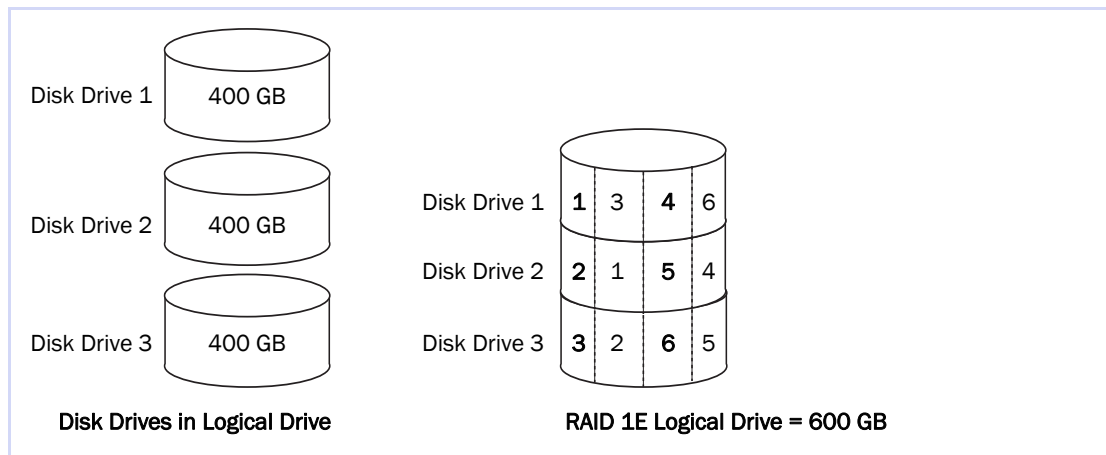 Disk Drive 1 400 GB
Disk Drive 2 400 GB
Disk Drive 3 400 GB
Disk Drives in Logical Drive
Disk Drive 1 1 3 4 6
Disk Drive 2 2 1 5 4
Disk Drive 3 3 2 6 5
RAID 1E Logical Drive = 600 GB